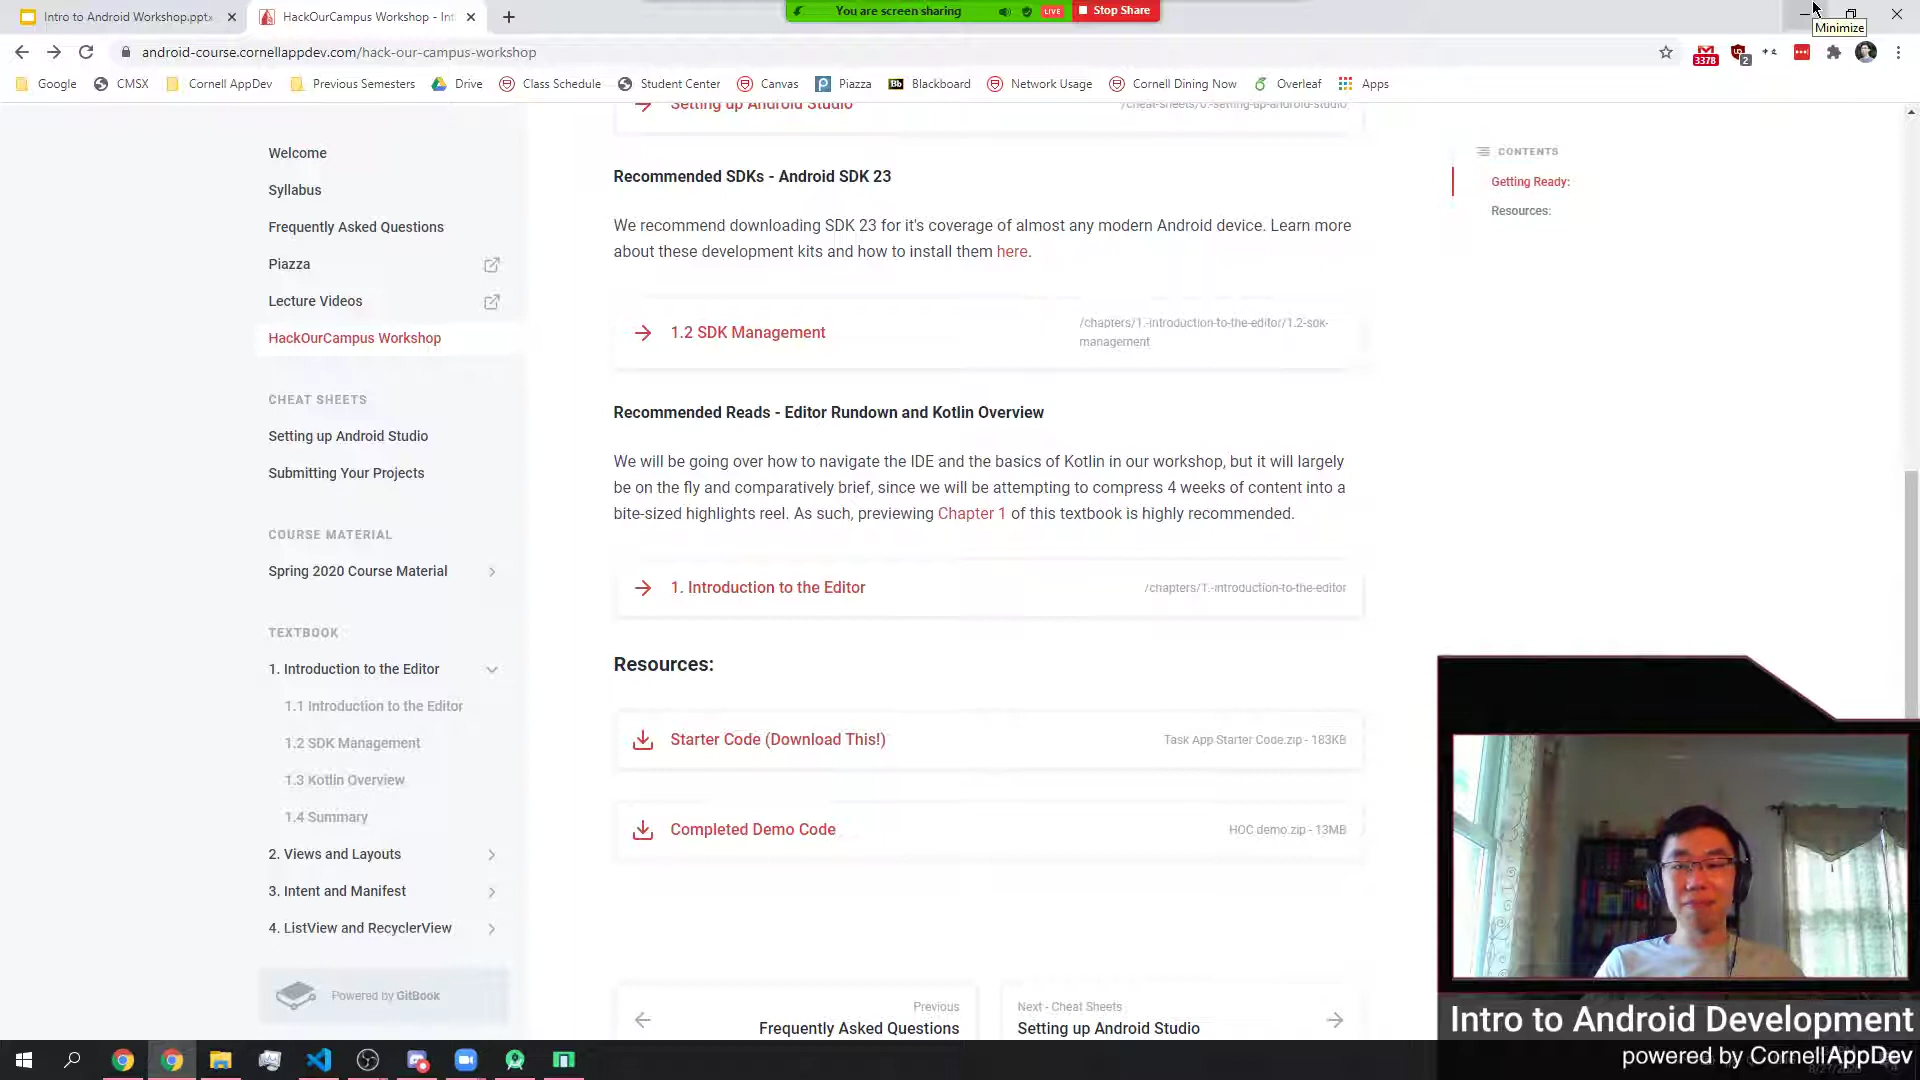 Intro to Android Workshop.pptx
HackOurCampus Workshop - Int
You are screen sharing
LIVE
Stop Share
Minimize
android-course.cornellappdev.com/hack-our-campus-workshop
3378
2
Google
CMSX
Cornell AppDev
Previous Semesters
Drive
Class Schedule
Student Center
Canvas
Piazza
Bb
Blackboard
Network Usage
Cornell Dining Now
Overleaf
Apps
Welcome
Syllabus
Frequently Asked Questions
Piazza
Lecture Videos
HackOurCampus Workshop
CHEAT SHEETS
Setting up Android Studio
Submitting Your Projects
COURSE MATERIAL
Spring 2020 Course Material
TEXTBOOK
1. Introduction to the Editor
1.1 Introduction to the Editor
1.2 SDK Management
1.3 Kotlin Overview
1.4 Summary
2. Views and Layouts
3. Intent and Manifest
4. ListView and RecyclerView
Powered by GitBook
Setting up Android Studio
/cheat-sheets/0.-setting-up-android-studio
Recommended SDKs - Android SDK 23
We recommend downloading SDK 23 for it's coverage of almost any modern Android device. Learn more
about these development kits and how to install them here.
1.2 SDK Management
/chapters/1.-introduction-to-the-editor/1.2-sdk-
management
Recommended Reads - Editor Rundown and Kotlin Overview
We will be going over how to navigate the IDE and the basics of Kotlin in our workshop, but it will largely
be on the fly and comparatively brief, since we will be attempting to compress 4 weeks of content into a
bite-sized highlights reel. As such, previewing Chapter 1 of this textbook is highly recommended.
1. Introduction to the Editor
/chapters/1.-introduction-to-the-editor
Resources:
Starter Code (Download This!)
Task App Starter Code.zip - 183KB
Completed Demo Code
HOC demo.zip - 13MB
Previous
Frequently Asked Questions
Next - Cheat Sheets
Setting up Android Studio
CONTENTS
Getting Ready:
Resources:
Intro to Android Development
powered by CornellAppDev